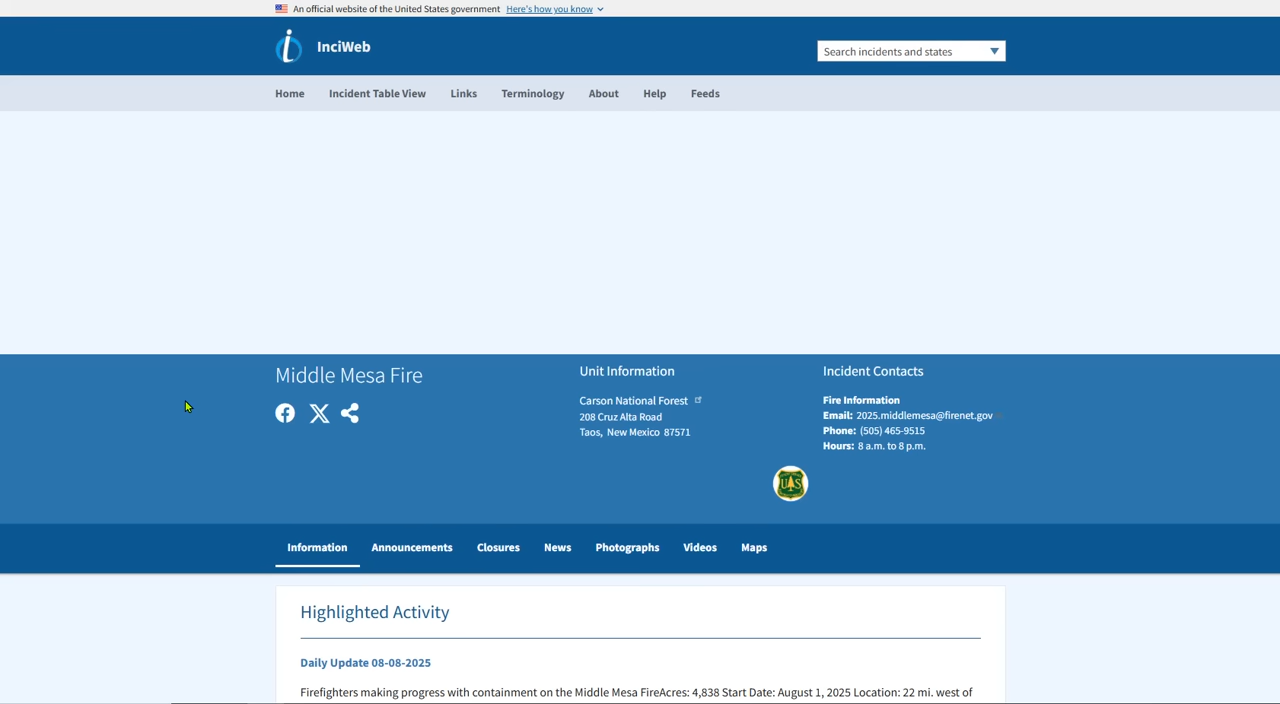 An official website of the United States government Here's how you know
InciWeb
Search incidents and states
Home Incident Table View Links Terminology About Help Feeds
Middle Mesa Fire
Unit Information
Carson National Forest
208 Cruz Alta Road
Taos, New Mexico 87571
Incident Contacts
Fire Information
Email: 2025.middlemesa@firenet.gov
Phone: (505) 465-9515
Hours: 8 a.m. to 8 p.m.
UAS
Information Announcements Closures News Photographs Videos Maps
Highlighted Activity
Daily Update 08-08-2025
Firefighters making progress with containment on the Middle Mesa FireAcres: 4,838 Start Date: August 1, 2025 Location: 22 mi. west of